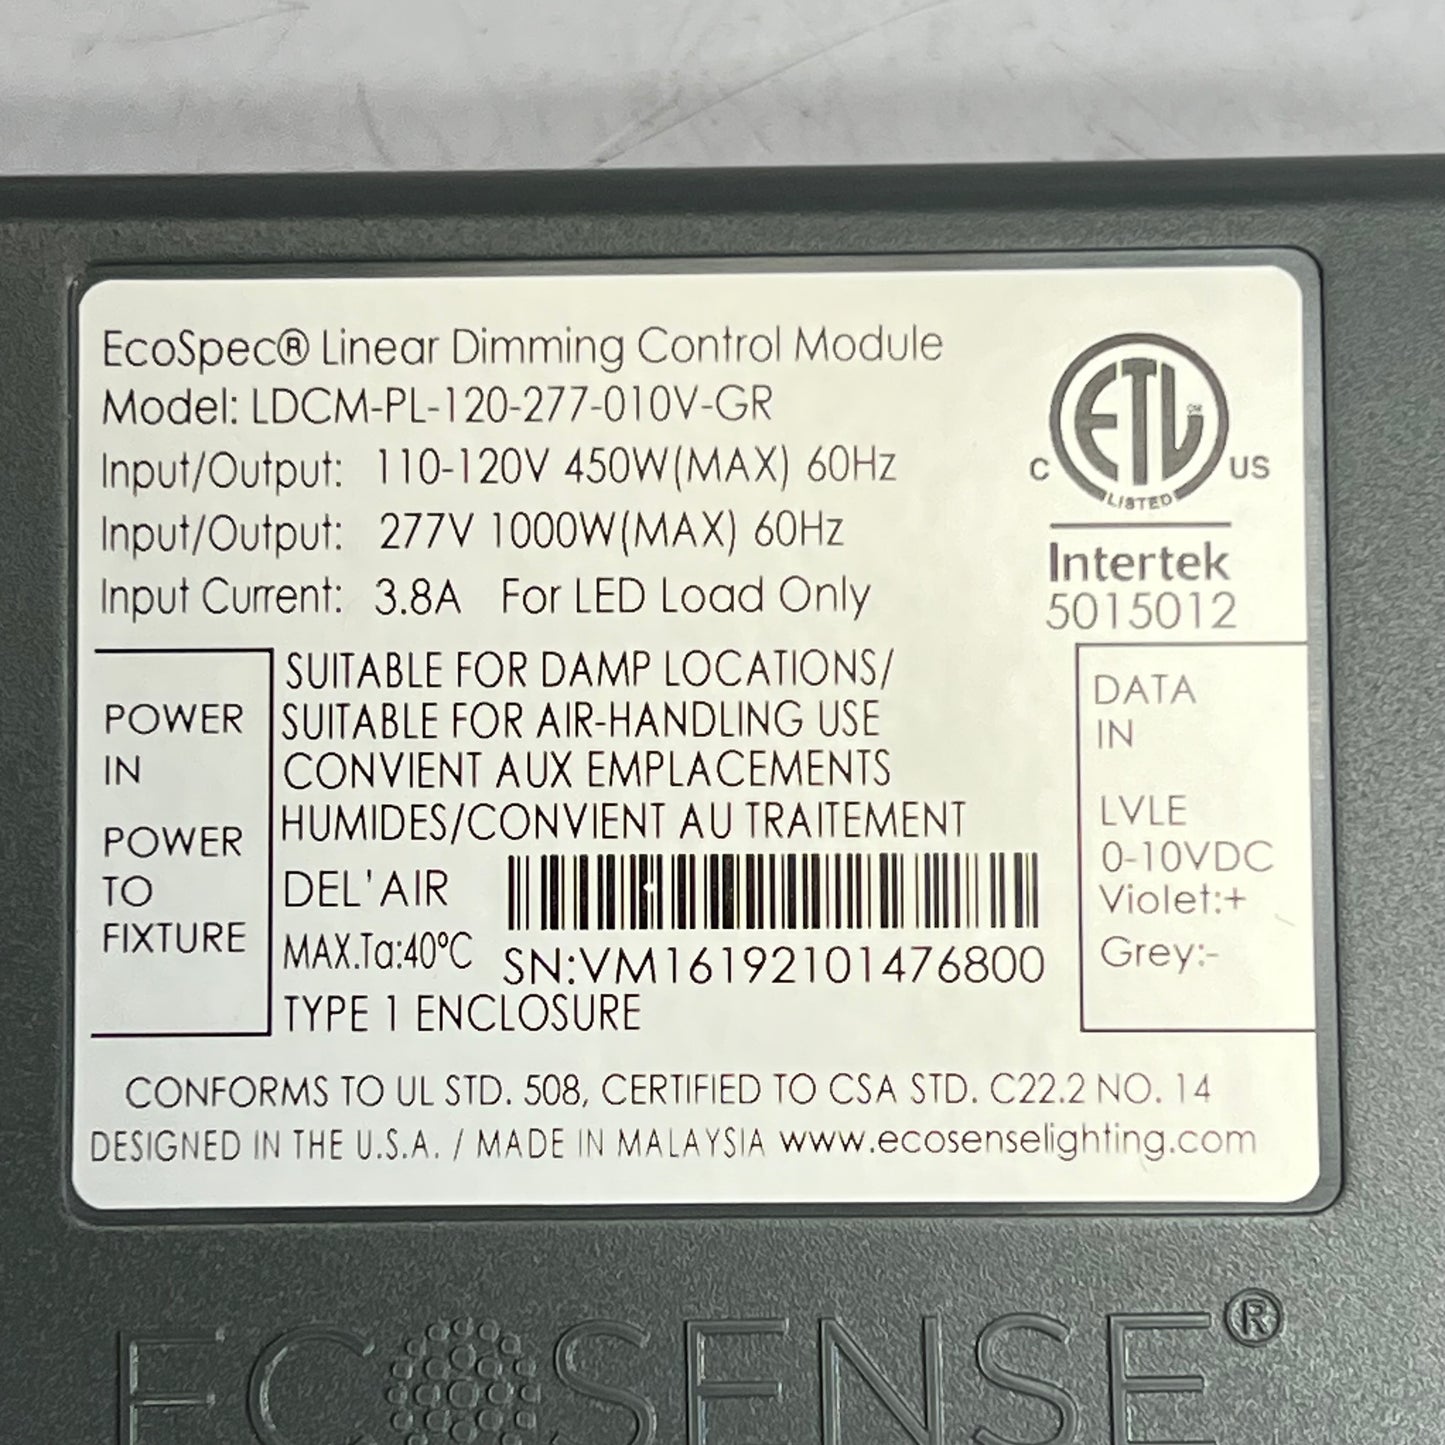 EcoSpec® Linear Dimming Control Module
Model: LDCM-PL-120-277-010V-GR
Input/Output: 110-120V 450W(MAX) 60Hz
Input/Output: 277V 1000W(MAX) 60Hz
Input Current: 3.8A For LED Load Only
ETL CM
C US
LISTED
Intertek
5015012
POWER
IN
POWER
TO
FIXTURE
SUITABLE FOR DAMP LOCATIONS/
SUITABLE FOR AIR-HANDLING USE
CONVIENT AUX EMPLACEMENTS
HUMIDES/CONVIENT AU TRAITEMENT
DEL'AIR
MAX.Ta:40ºC
SN:VM16192101476800
TYPE 1 ENCLOSURE
DATA
IN
LVLE
0-10VDC
Violet:+
Grey:-
CONFORMS TO UL STD. 508, CERTIFIED TO CSA STD. C22.2 NO. 14
DESIGNED IN THE U.S.A. / MADE IN MALAYSIA www.ecosenselighting.com
ECOSENSE®